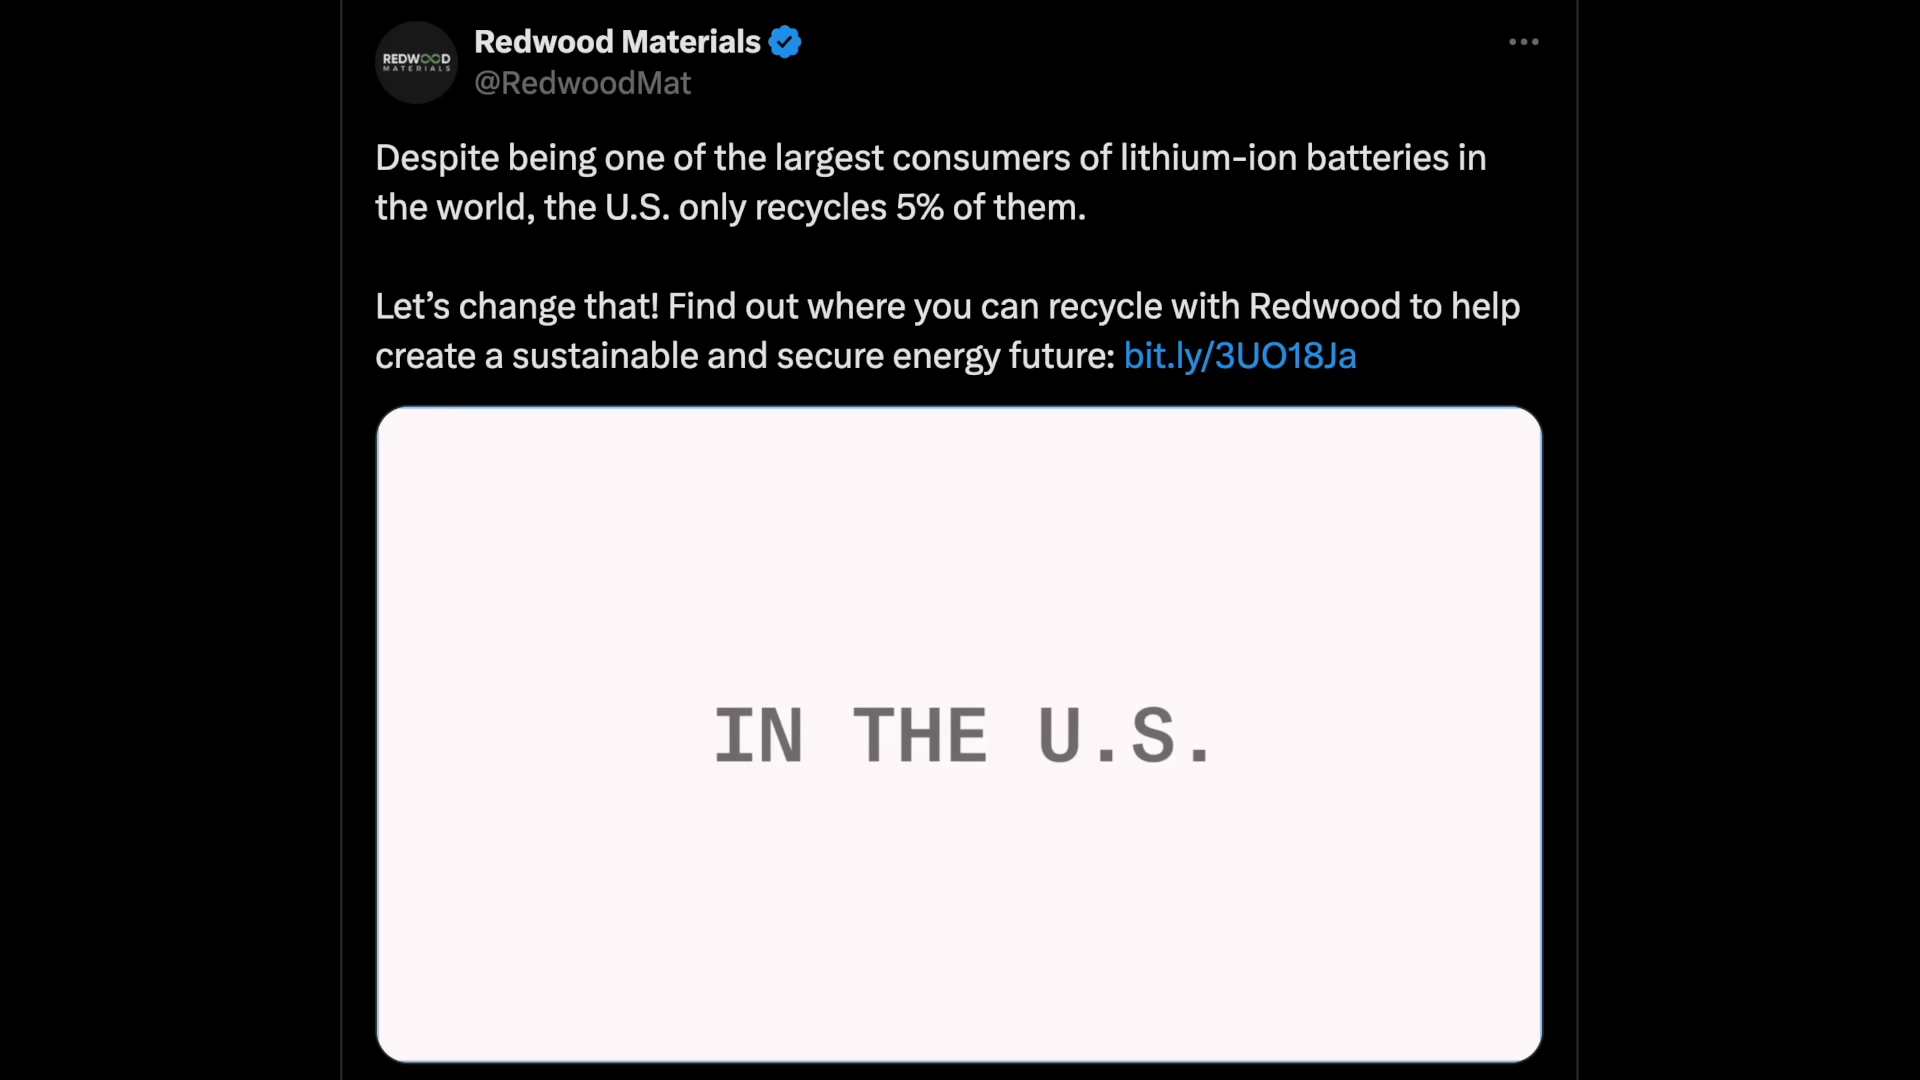 REDWOOD
MATERIALS
Redwood Materials
@RedwoodMat
Despite being one of the largest consumers of lithium-ion batteries in
the world, the U.S. only recycles 5% of them.
Let’s change that! Find out where you can recycle with Redwood to help
create a sustainable and secure energy future: bit.ly/3UO18Ja
IN THE U.S.